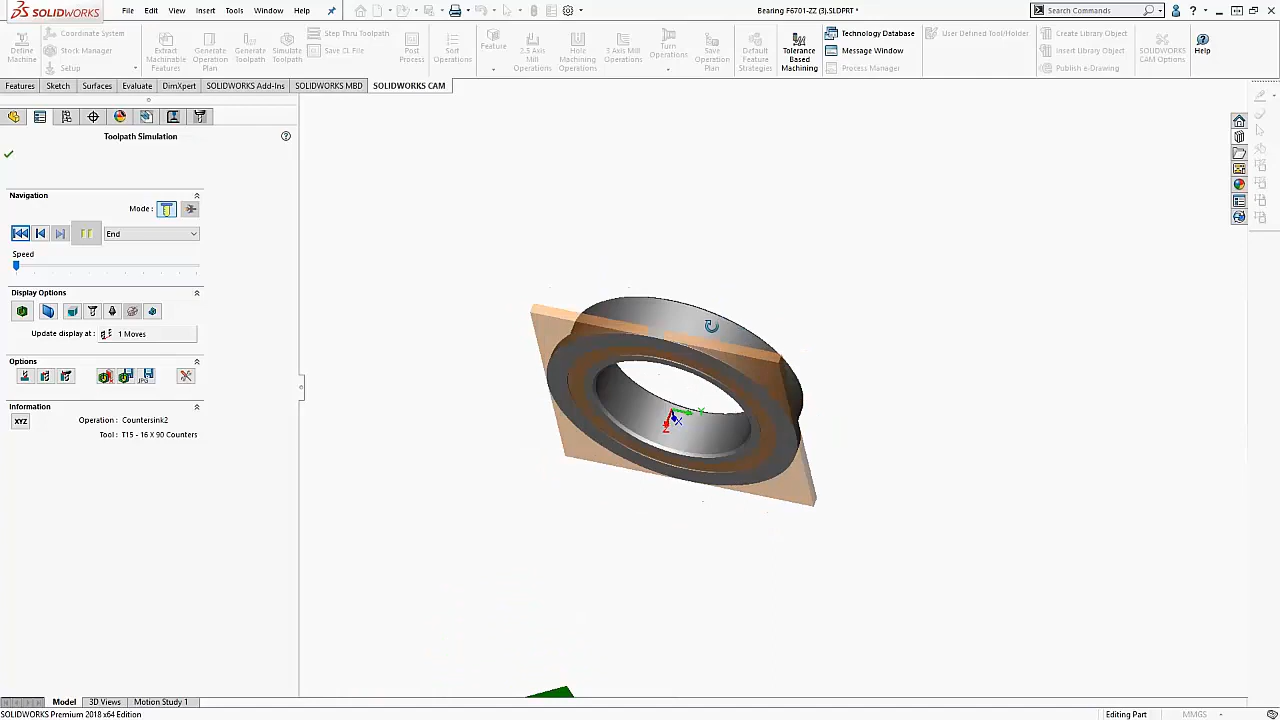 SOLIDWORKS
File Edit View Insert Tools Window Help
Bearing F6701-ZZ (3).SLDPRT *
Search Commands
Define Machine
Coordinate System
Stock Manager
Setup
Extract Machinable Features
Generate Operation Plan
Generate Toolpath
Simulate Toolpath
Step Thru Toolpath
Save CL File
Post Process
Sort Operations
Feature
2.5 Axis Mill Operations
Hole Machining Operations
3 Axis Mill Operations
Turn Operations
Save Operation Plan
Default Feature Strategies
Tolerance Based Machining
Technology Database
Message Window
Process Manager
User Defined Tool/Holder
Create Library Object
Insert Library Object
Publish e-Drawing
SOLIDWORKS CAM Options
Help
Features Sketch Surfaces Evaluate DimXpert SOLIDWORKS Add-Ins SOLIDWORKS MBD SOLIDWORKS CAM
Toolpath Simulation
Navigation
Mode :
End
Speed
Display Options
Update display at : 1 Moves
Options
JPG
Information
XYZ
Operation : Countersink2
Tool : T15 - 16 X 90 Counters
Z
X
Model 3D Views Motion Study 1
SOLIDWORKS Premium 2018 x64 Edition
Editing Part
MMGS